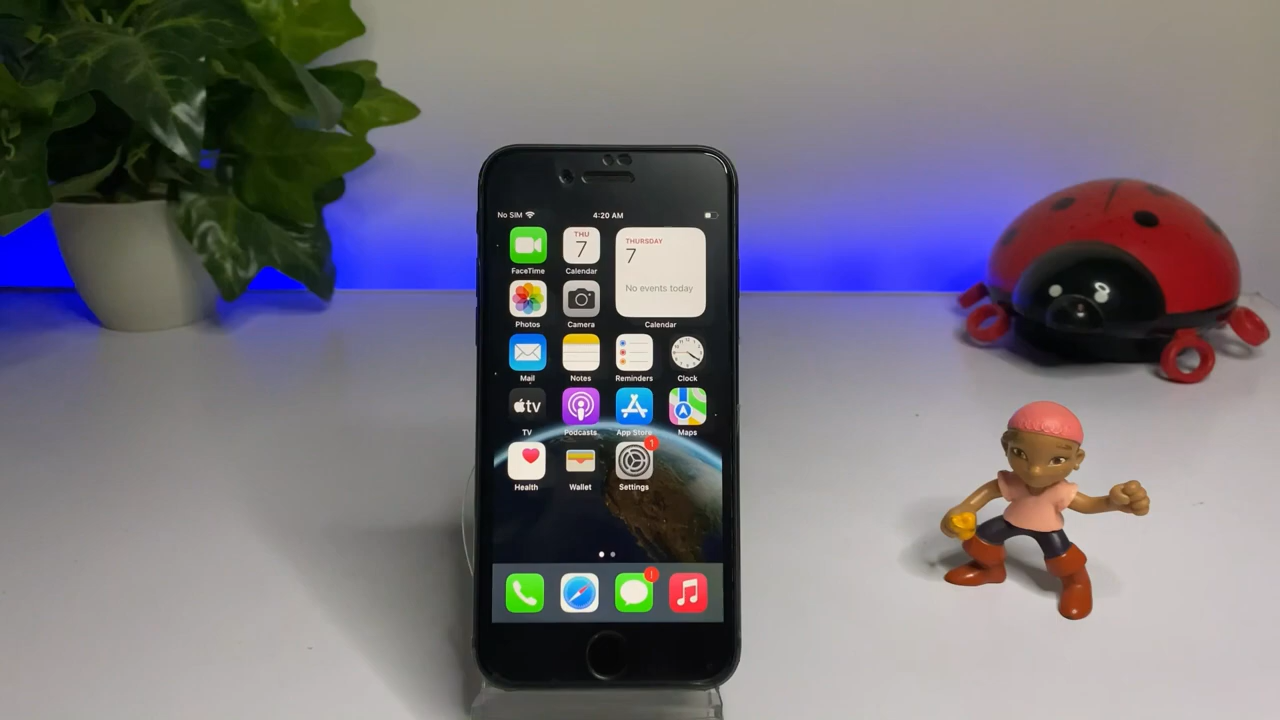 No SIM 4:20 AM
FaceTime
THU
7
Calendar
THURSDAY
7
No events today
Calendar
Photos
Camera
Mail
Notes
Reminders
Clock
tv
TV
Podcasts
App Store
Maps
1
Health
Wallet
Settings
!